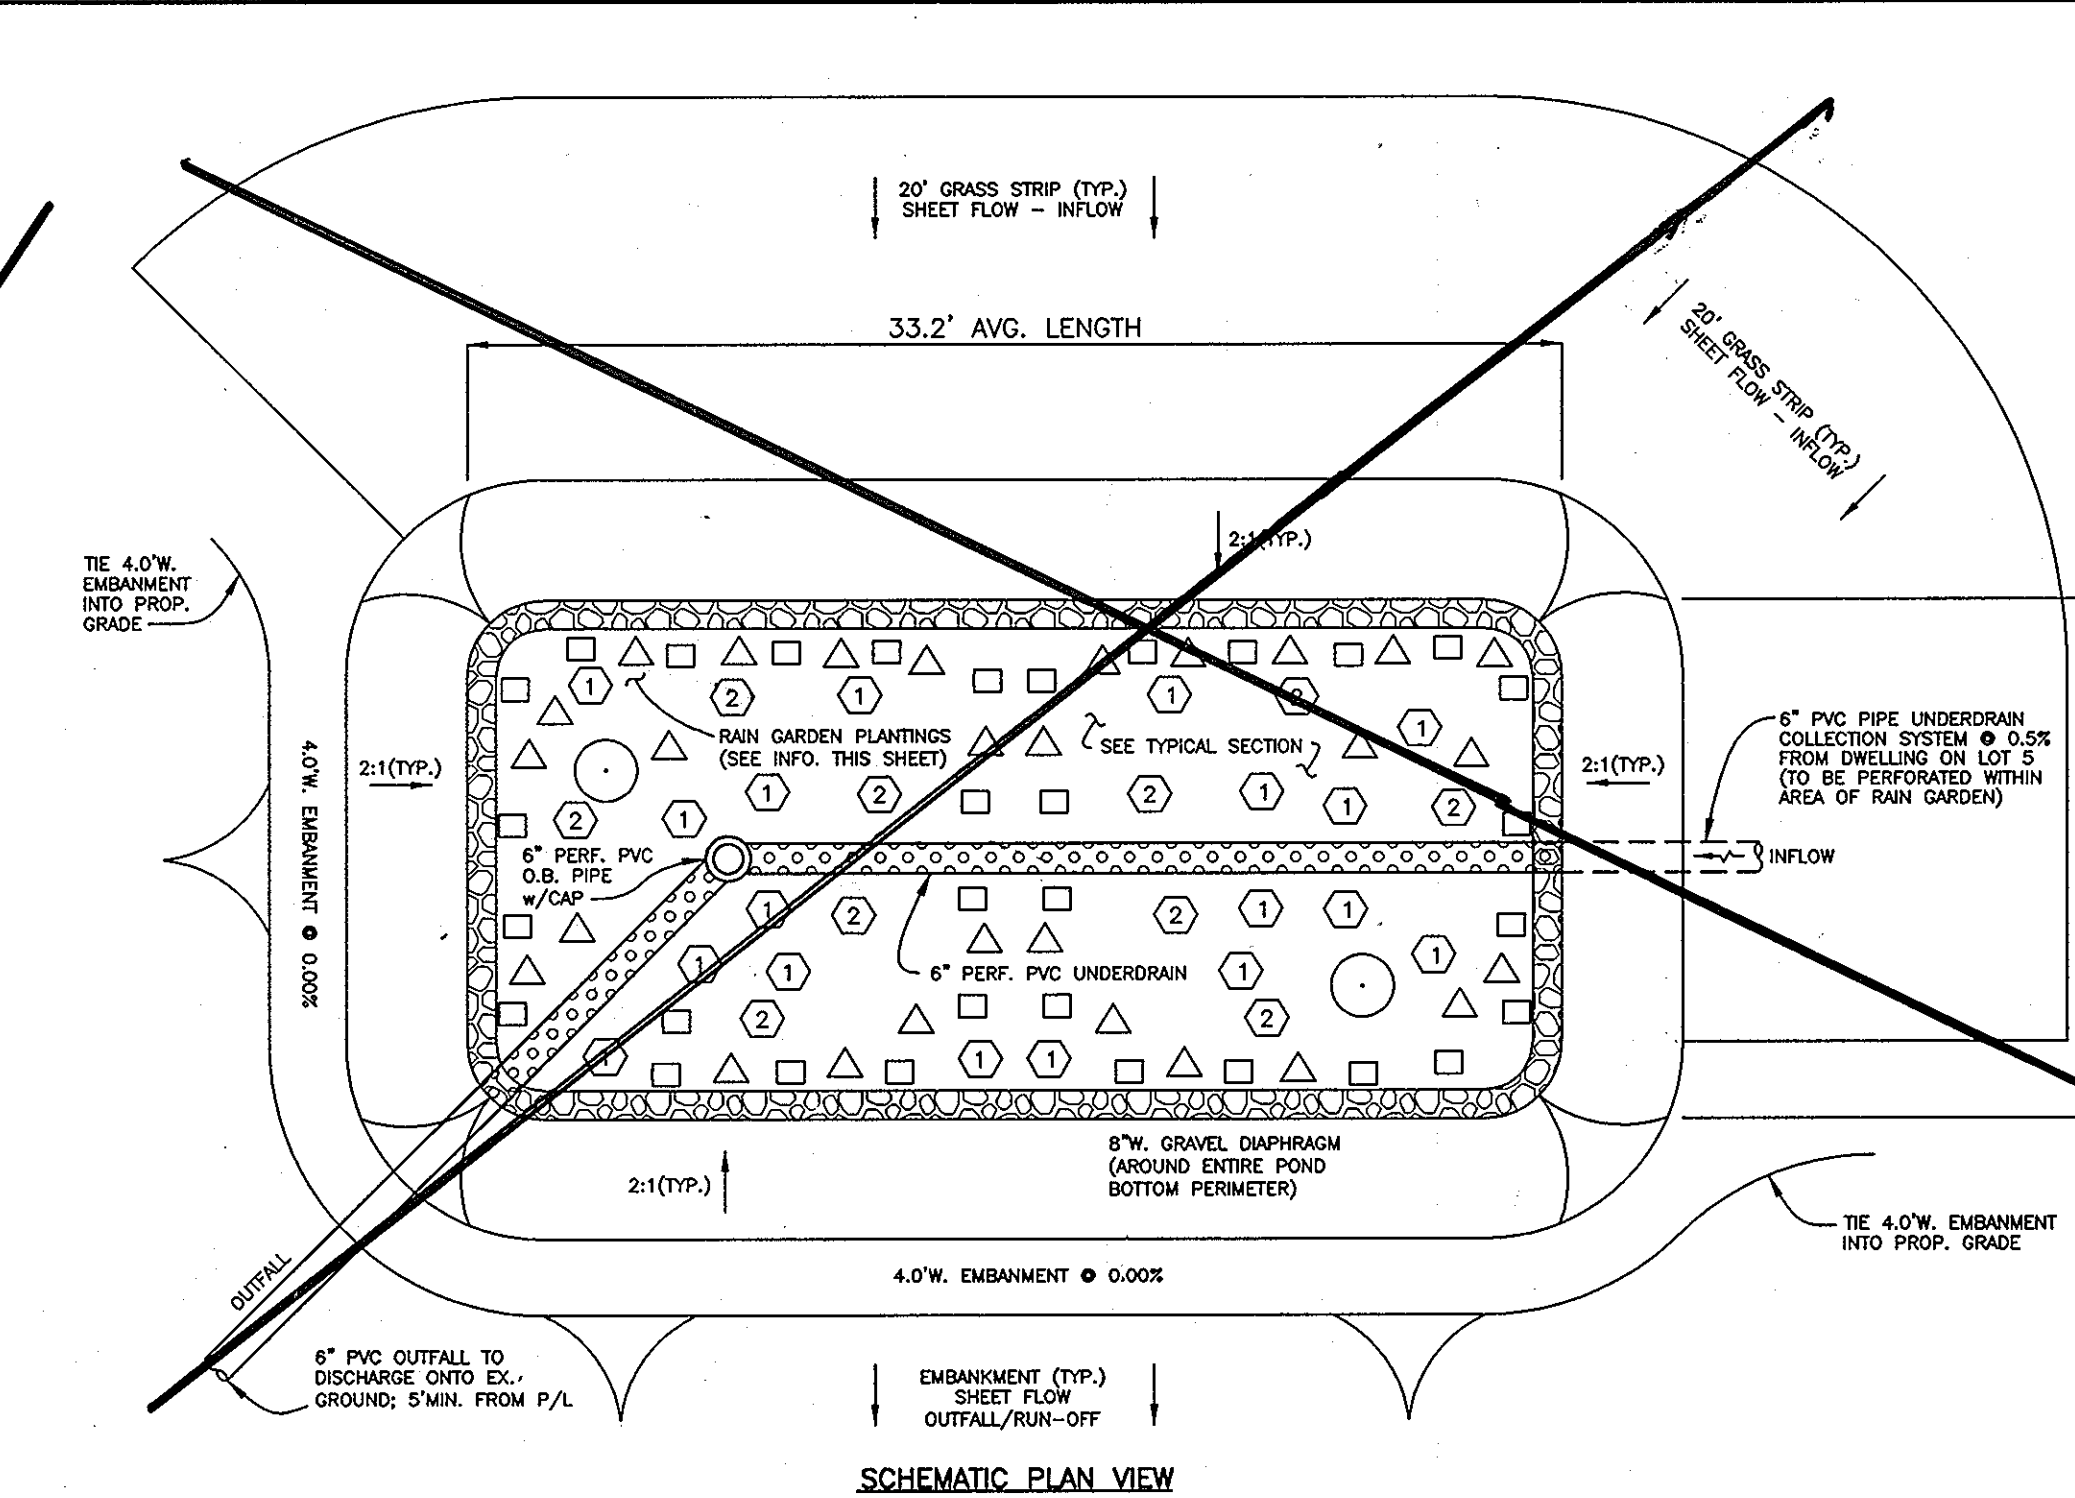 20' GRASS STRIP (TYP.)
SHEET FLOW – INFLOW
33.2' AVG. LENGTH
20' GRASS STRIP (TYP.)
SHEET FLOW – INFLOW
2:1(TYP.)
TIE 4.0'W.
EMBANMENT
INTO PROP.
GRADE
1
2
1
1
2
1
RAIN GARDEN PLANTINGS
(SEE INFO. THIS SHEET)
SEE TYPICAL SECTION
6" PVC PIPE UNDERDRAIN
COLLECTION SYSTEM @ 0.5%
FROM DWELLING ON LOT 5
(TO BE PERFORATED WITHIN
AREA OF RAIN GARDEN)
2:1(TYP.)
2:1(TYP.)
4.0'W. EMBANMENT @ 0.00%
1
2
2
1
1
2
2
1
6" PERF. PVC
O.B. PIPE
w/CAP
INFLOW
1
2
2
1
1
1
1
1
1
6" PERF. PVC UNDERDRAIN
2
2
1
1
1
8"W. GRAVEL DIAPHRAGM
(AROUND ENTIRE POND
BOTTOM PERIMETER)
2:1(TYP.)
TIE 4.0'W. EMBANMENT
INTO PROP. GRADE
OUTFALL
4.0'W. EMBANMENT @ 0.00%
6" PVC OUTFALL TO
DISCHARGE ONTO EX.
GROUND; 5'MIN. FROM P/L
EMBANKMENT (TYP.)
SHEET FLOW
OUTFALL/RUN-OFF
SCHEMATIC PLAN VIEW